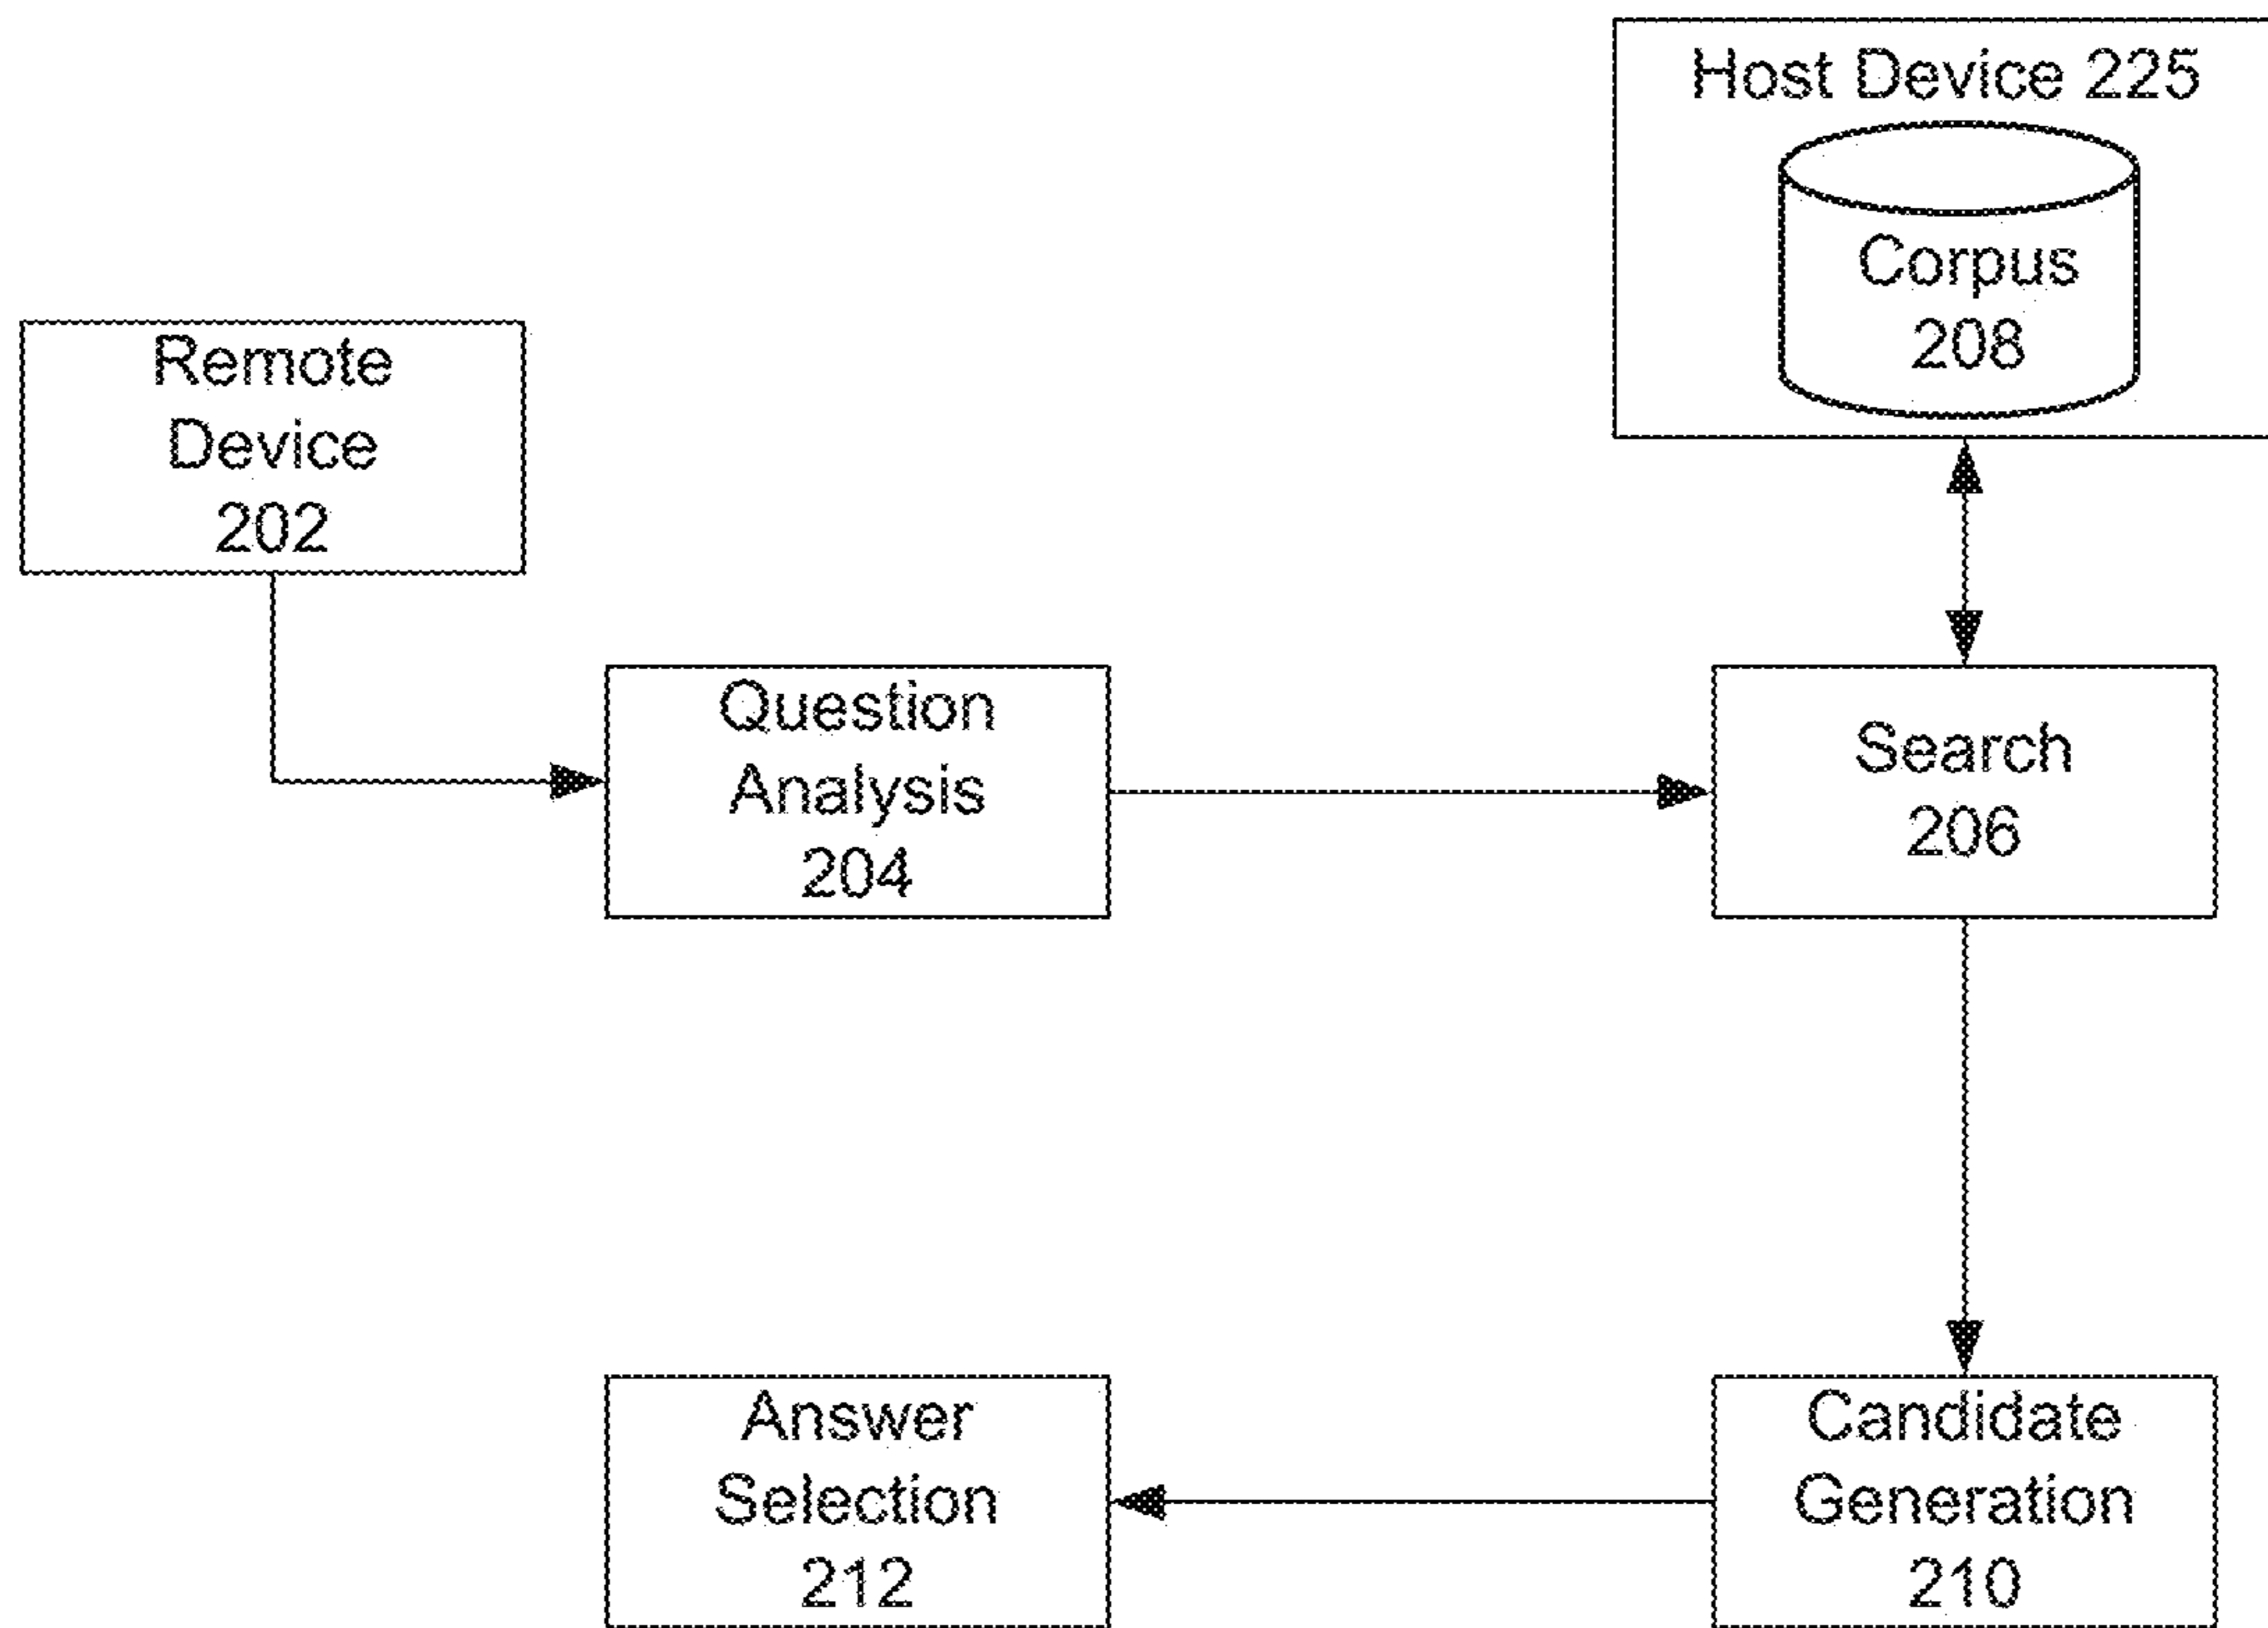 Host Device 225
Corpus
208
Remote
Device
202
Question
Analysis
204
Search
206
Answer
Selection
212
Candidate
Generation
210